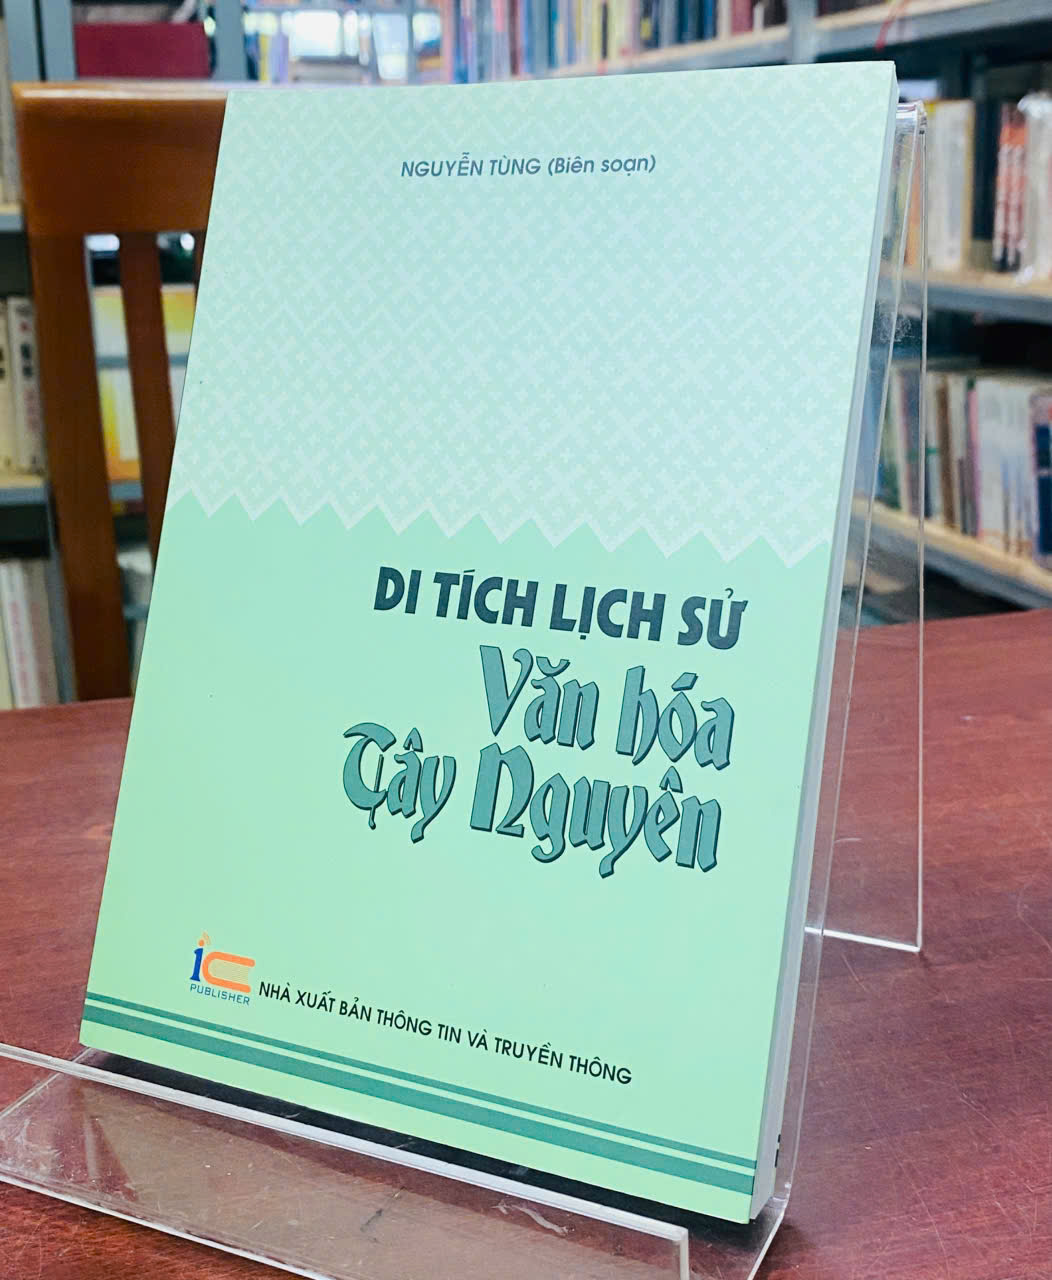 NGUYỄN TÙNG (Biên soạn)
DI TÍCH LỊCH SỬ
Văn hóa
Tây Nguyên
iC
PUBLISHER
NHÀ XUẤT BẢN THÔNG TIN VÀ TRUYỀN THÔNG